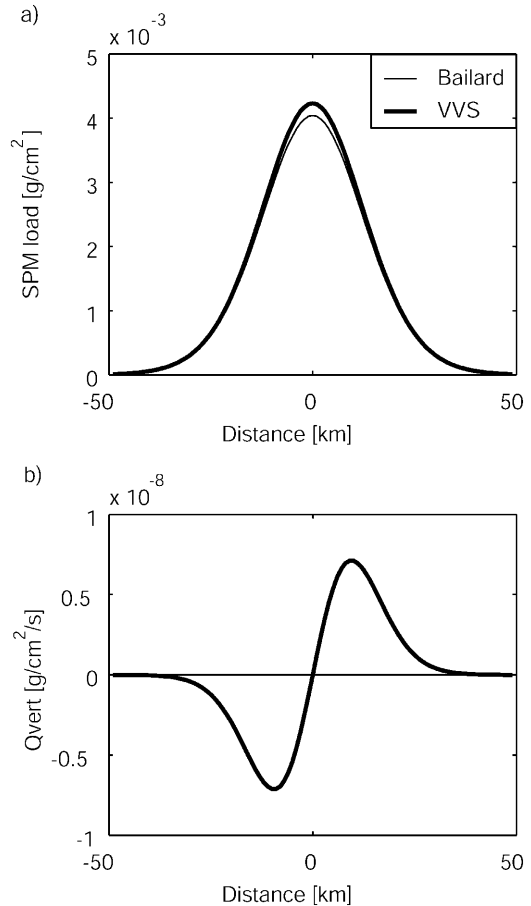 a)
x 10^-3
5
4
3
2
1
0
SPM load [g/cm^2]
Bailard
VVS
-50
0
50
Distance [km]
b)
x 10^-8
1
0.5
0
-0.5
-1
Qvert [g/cm^2/s]
-50
0
50
Distance [km]